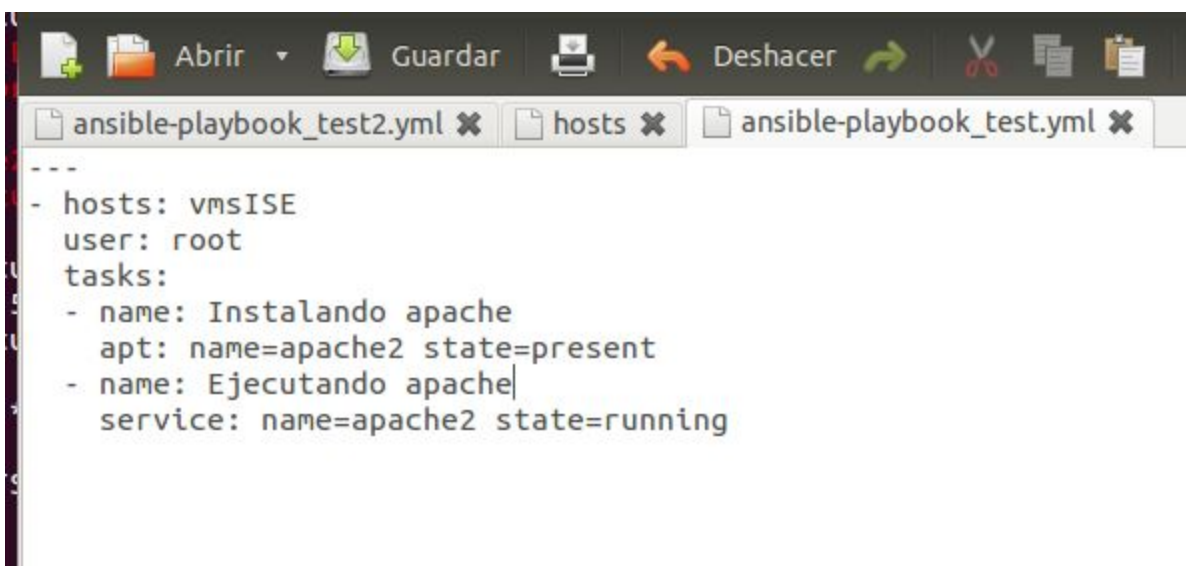 Abrir Guardar Deshacer
ansible-playbook_test2.yml hosts ansible-playbook_test.yml
---
- hosts: vmsISE
user: root
tasks:
- name: Instalando apache
apt: name=apache2 state=present
- name: Ejecutando apache
service: name=apache2 state=running